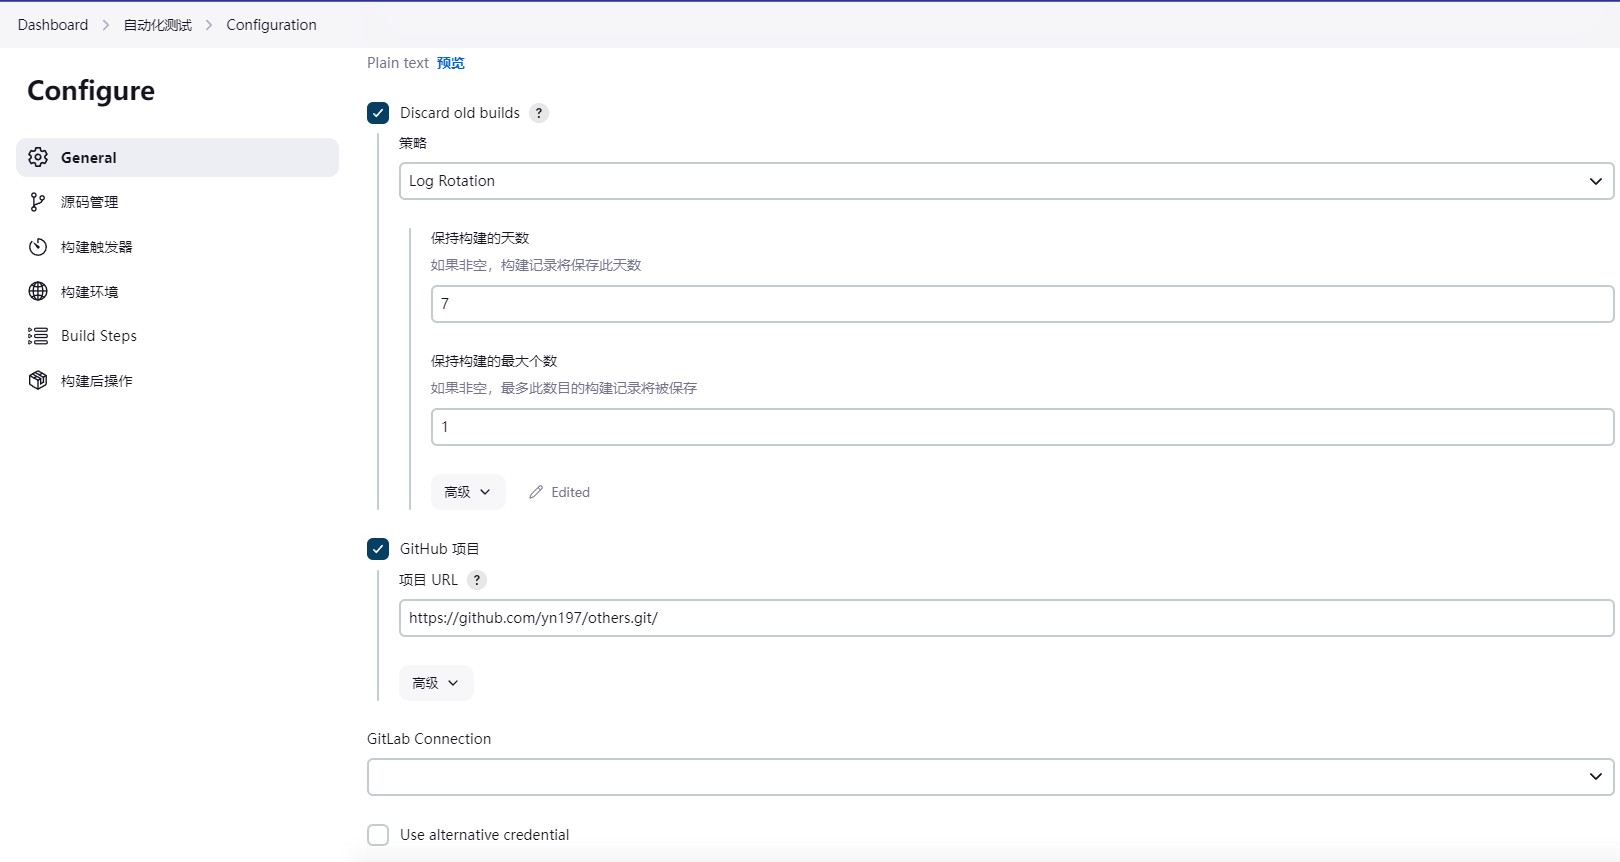 Dashboard > 自动化测试 > Configuration
Configure
General
源码管理
构建触发器
构建环境
Build Steps
构建后操作
Plain text 预览
Discard old builds ?
策略
Log Rotation
保持构建的天数
如果非空，构建记录将保存此天数
7
保持构建的最大个数
如果非空，最多此数目的构建记录将被保存
1
高级 Edited
GitHub 项目
项目 URL ?
https://github.com/yn197/others.git/
高级
GitLab Connection
Use alternative credential